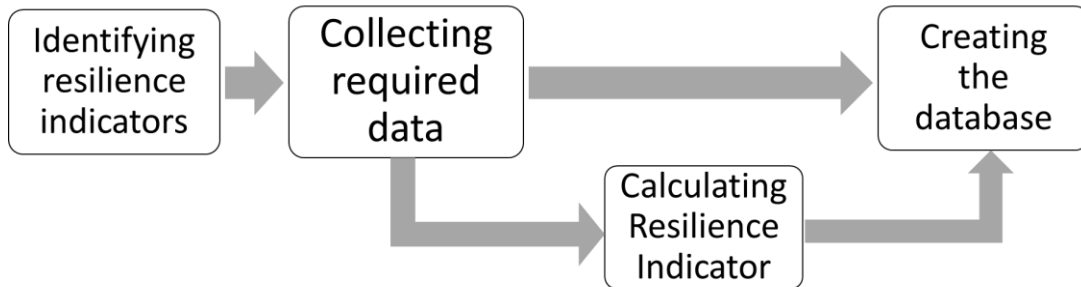 Identifying
resilience
indicators
Collecting
required
data
Creating
the
database
Calculating
Resilience
Indicator